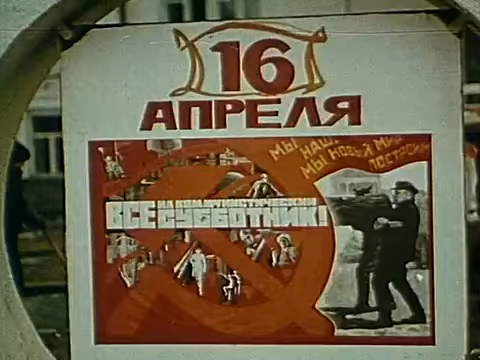 16
АПРЕЛЯ
МЫ НАШ,
МЫ НОВЫЙ МИР
ПОСТРОИМ
НА КОММУНИСТИЧЕСКИЙ
ВСЕ СУББОТНИК!